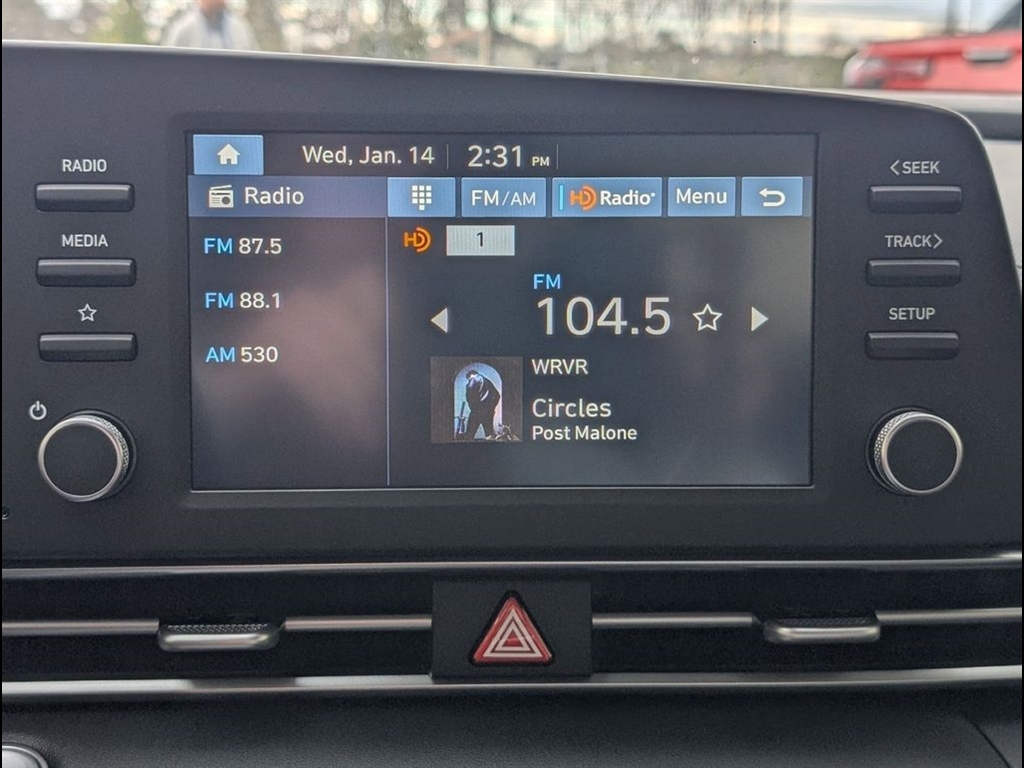 RADIO
MEDIA
Wed, Jan. 14 2:31 PM
Radio
FM/AM HD Radio Menu
FM 87.5
FM 88.1
AM 530
HD 1
FM
104.5
WRVR
Circles
Post Malone
< SEEK
TRACK >
SETUP